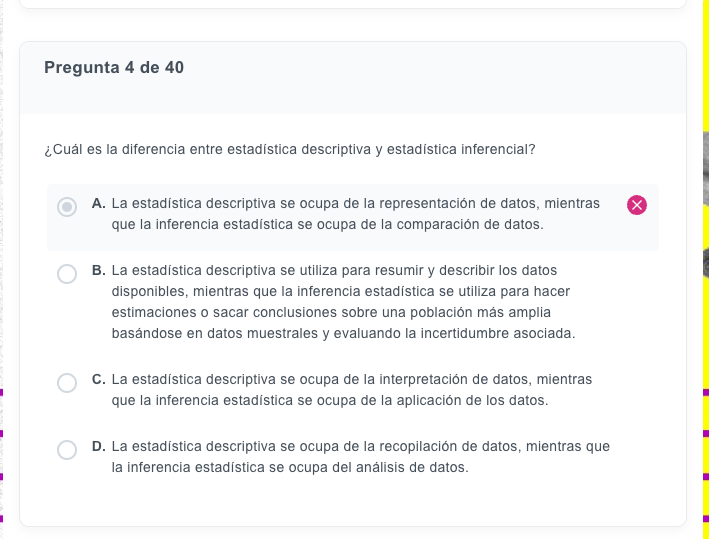 Pregunta 4 de 40
¿Cuál es la diferencia entre estadística descriptiva y estadística inferencial?
A. La estadística descriptiva se ocupa de la representación de datos, mientras
que la inferencia estadística se ocupa de la comparación de datos.
B. La estadística descriptiva se utiliza para resumir y describir los datos
disponibles, mientras que la inferencia estadística se utiliza para hacer
estimaciones o sacar conclusiones sobre una población más amplia
basándose en datos muestrales y evaluando la incertidumbre asociada.
C. La estadística descriptiva se ocupa de la interpretación de datos, mientras
que la inferencia estadística se ocupa de la aplicación de los datos.
D. La estadística descriptiva se ocupa de la recopilación de datos, mientras que
la inferencia estadística se ocupa del análisis de datos.